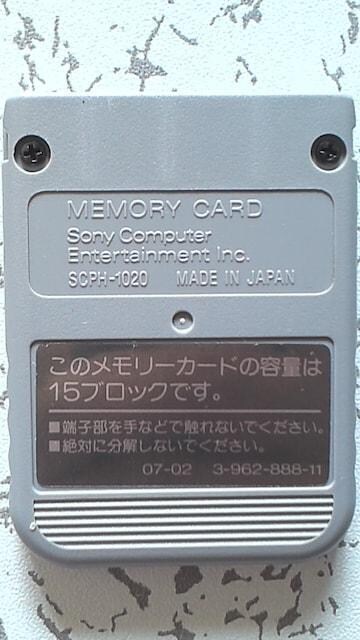 MEMORY CARD
Sony Computer
Entertainment Inc.
SCPH-1020 MADE IN JAPAN
このメモリーカードの容量は
15ブロックです。
■端子部を手などで触れないでください。
■絶対に分解しないでください。
07-02 3-962-888-11